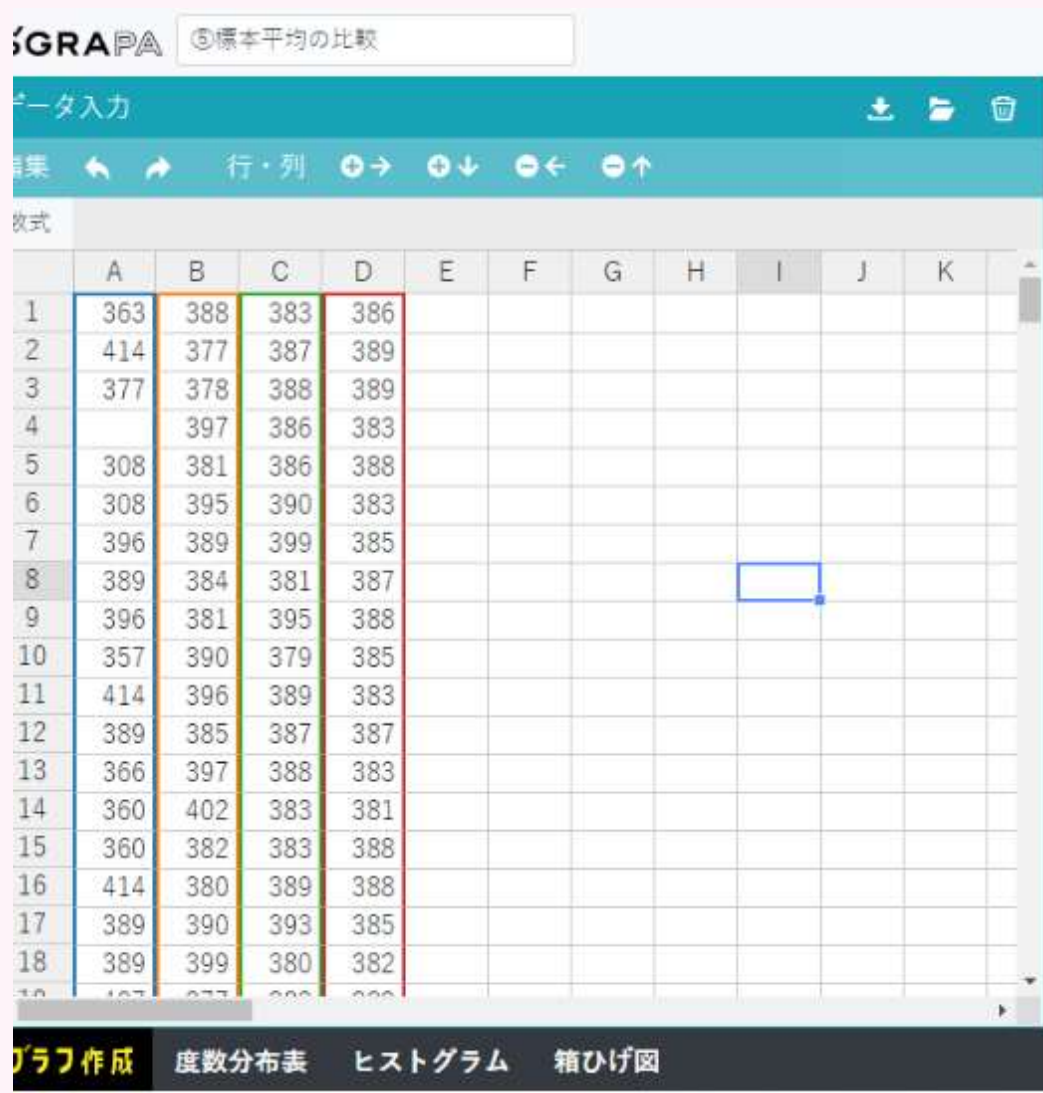 GRAPA ⑤標本平均の比較
データ入力
編集 行・列
数式
A B C D E F G H I J K
1 363 388 383 386
2 414 377 387 389
3 377 378 388 389
4 397 386 383
5 308 381 386 388
6 308 395 390 383
7 396 389 399 385
8 389 384 381 387
9 396 381 395 388
10 357 390 379 385
11 414 396 389 383
12 389 385 387 387
13 366 397 388 383
14 360 402 383 381
15 360 382 383 388
16 414 380 389 388
17 389 390 393 385
18 389 399 380 382
グラフ作成 度数分布表 ヒストグラム 箱ひげ図